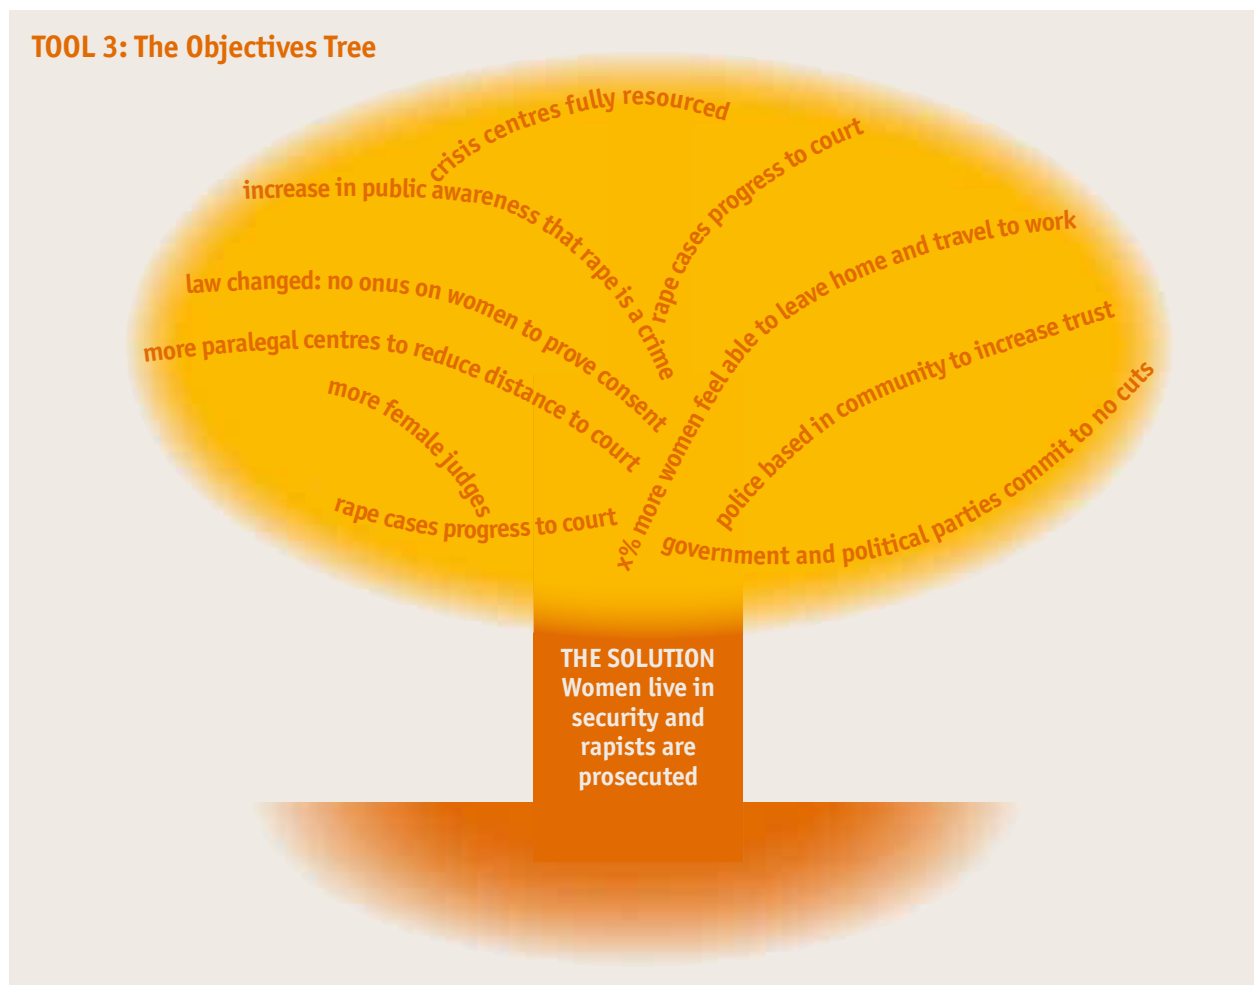 TOOL 3: The Objectives Tree
crisis centres fully resourced
rape cases progress to court
increase in public awareness that rape is a crime
x% more women feel able to leave home and travel to work
law changed: no onus on women to prove consent
police based in community to increase trust
more paralegal centres to reduce distance to court
government and political parties commit to no cuts
more female judges
rape cases progress to court
THE SOLUTION
Women live in
security and
rapists are
prosecuted